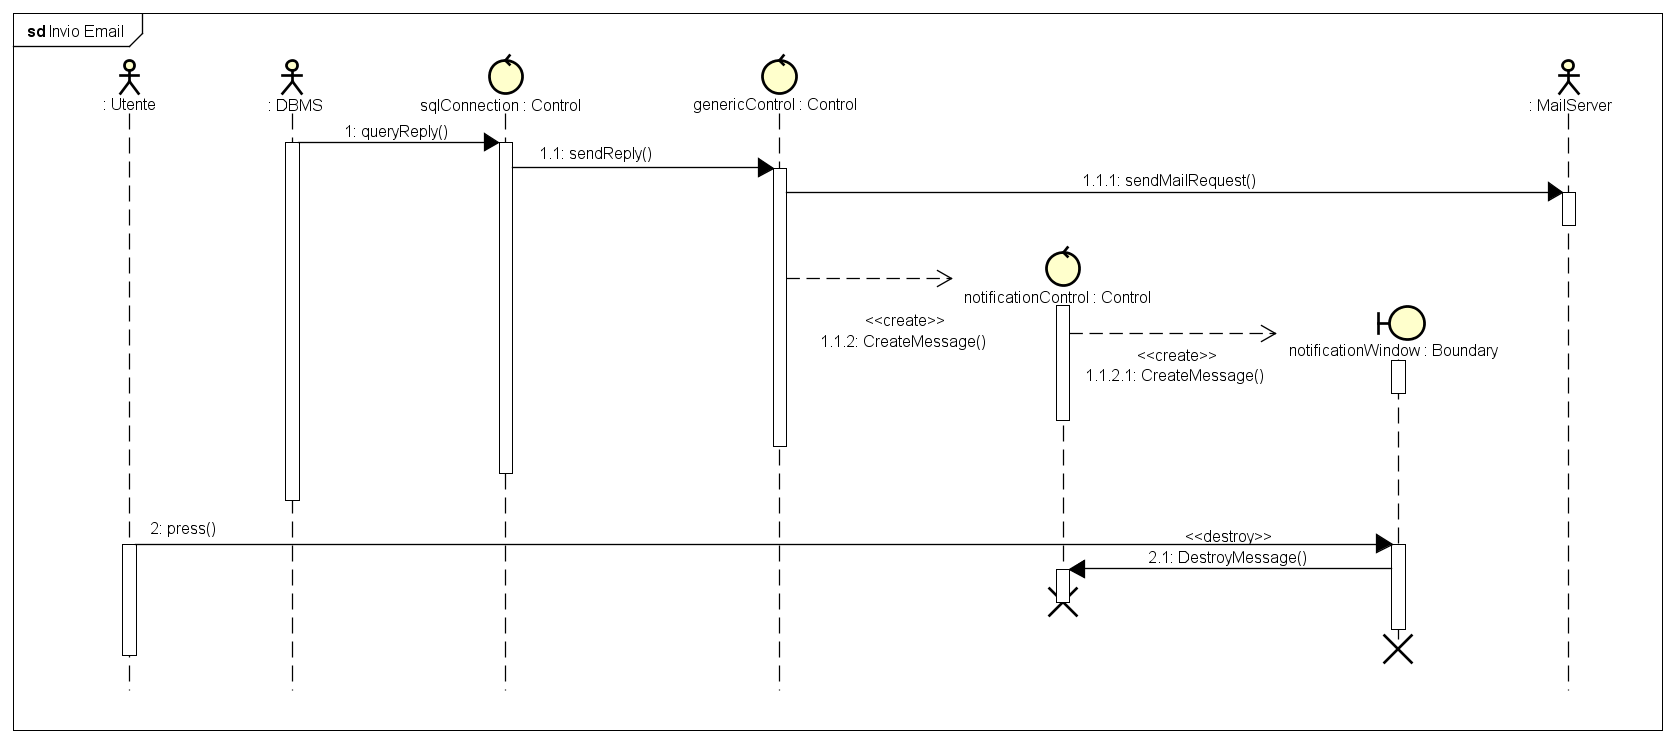 sd Invio Email
: Utente
: DBMS
sqlConnection : Control
genericControl : Control
: MailServer
1: queryReply()
1.1: sendReply()
1.1.1: sendMailRequest()
notificationControl : Control
<<create>>
1.1.2: CreateMessage()
notificationWindow : Boundary
<<create>>
1.1.2.1: CreateMessage()
2: press()
<<destroy>>
2.1: DestroyMessage()